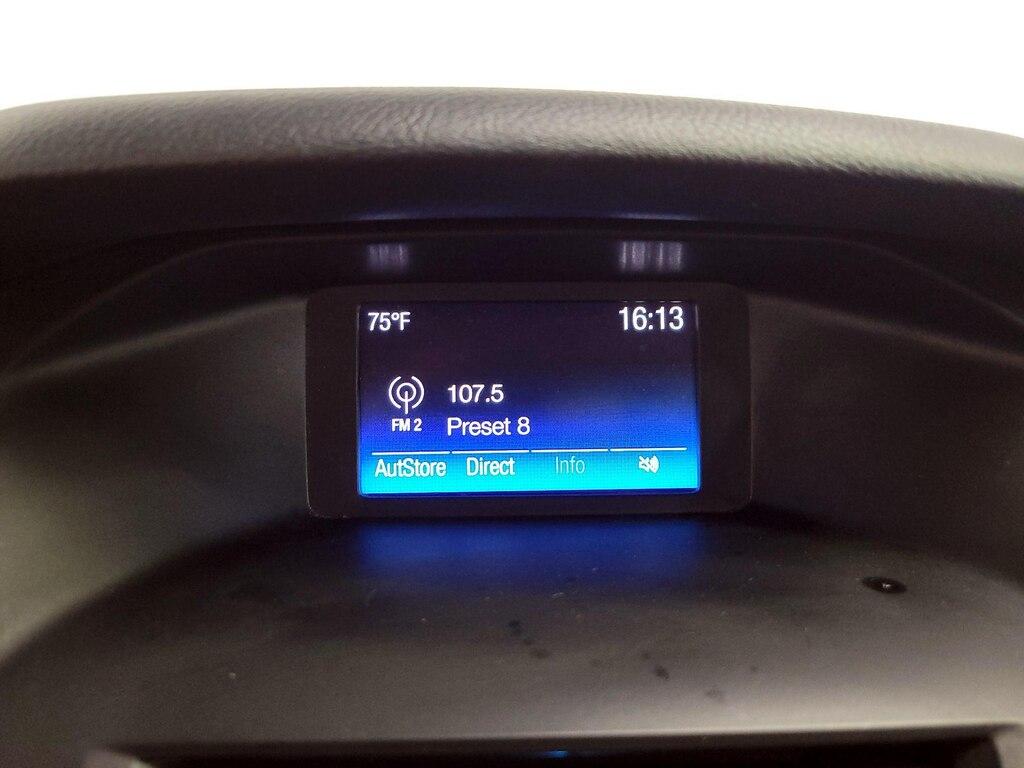 75°F 16:13
107.5
FM 2 Preset 8
AutStore Direct Info